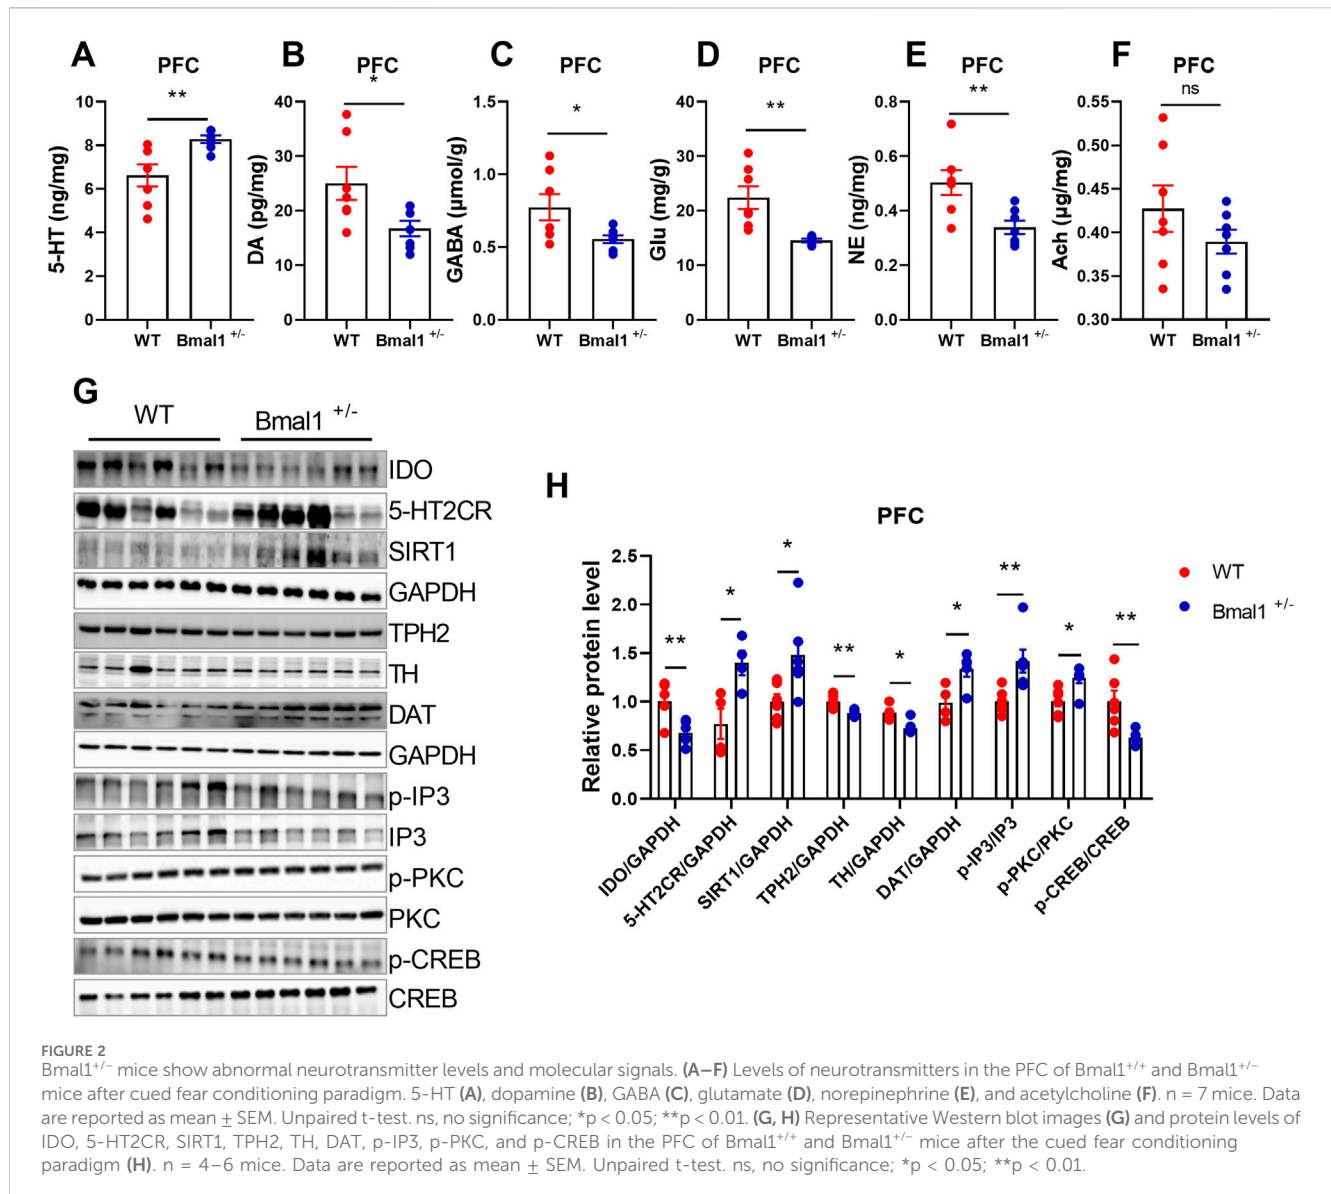 A
PFC
**
5-HT (ng/mg)
10
8
6
4
2
0
WT
Bmal1 +/-
B
PFC
*
DA (pg/mg)
40
30
20
10
0
WT
Bmal1 +/-
C
PFC
*
GABA (μmol/g)
1.5
1.0
0.5
0.0
WT
Bmal1 +/-
D
PFC
**
Glu (mg/g)
40
30
20
10
0
WT
Bmal1 +/-
E
PFC
**
NE (ng/mg)
0.8
0.6
0.4
0.2
0.0
WT
Bmal1 +/-
F
PFC
ns
Ach (μg/mg)
0.55
0.50
0.45
0.40
0.35
0.30
WT
Bmal1 +/-
G
WT
Bmal1 +/-
IDO
5-HT2CR
SIRT1
GAPDH
TPH2
TH
DAT
GAPDH
p-IP3
IP3
p-PKC
PKC
p-CREB
CREB
H
PFC
Relative protein level
2.5
2.0
1.5
1.0
0.5
0.0
**
*
*
**
*
*
**
*
**
IDO/GAPDH
5-HT2CR/GAPDH
SIRT1/GAPDH
TPH2/GAPDH
TH/GAPDH
DAT/GAPDH
p-IP3/IP3
p-PKC/PKC
p-CREB/CREB
WT
Bmal1 +/-
FIGURE 2
Bmal1+/− mice show abnormal neurotransmitter levels and molecular signals. (A–F) Levels of neurotransmitters in the PFC of Bmal1+/+ and Bmal1+/−
mice after cued fear conditioning paradigm. 5-HT (A), dopamine (B), GABA (C), glutamate (D), norepinephrine (E), and acetylcholine (F). n = 7 mice. Data
are reported as mean ± SEM. Unpaired t-test. ns, no significance; *p < 0.05; **p < 0.01. (G, H) Representative Western blot images (G) and protein levels of
IDO, 5-HT2CR, SIRT1, TPH2, TH, DAT, p-IP3, p-PKC, and p-CREB in the PFC of Bmal1+/+ and Bmal1+/− mice after the cued fear conditioning
paradigm (H). n = 4–6 mice. Data are reported as mean ± SEM. Unpaired t-test. ns, no significance; *p < 0.05; **p < 0.01.